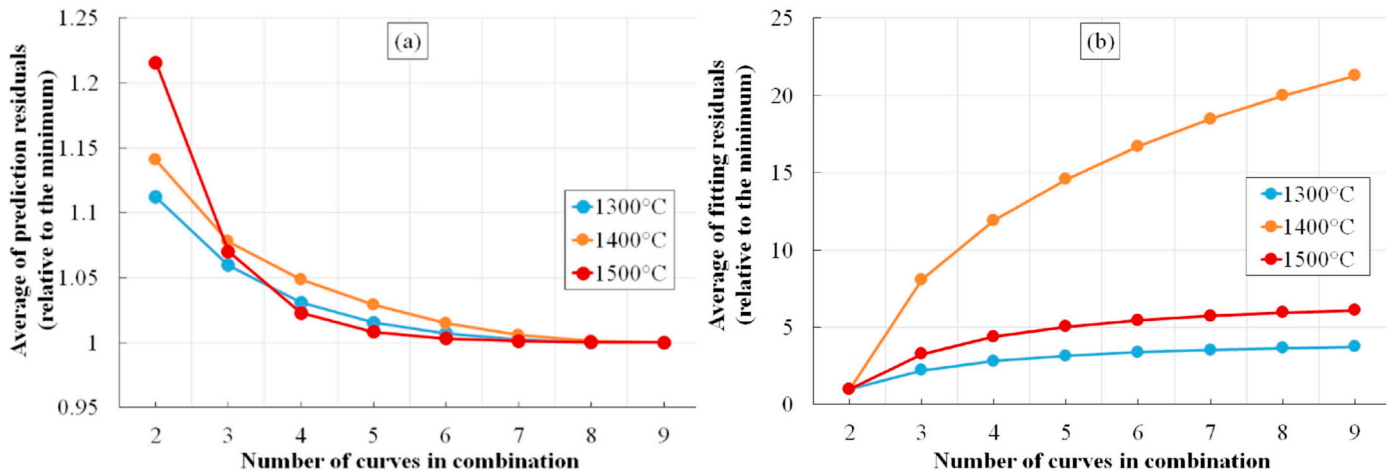 Average of prediction residuals
(relative to the minimum)
1.25
1.2
1.15
1.1
1.05
1
0.95
(a)
1300°C
1400°C
1500°C
2 3 4 5 6 7 8 9
Number of curves in combination
Average of fitting residuals
(relative to the minimum)
25
20
15
10
5
0
(b)
1300°C
1400°C
1500°C
2 3 4 5 6 7 8 9
Number of curves in combination